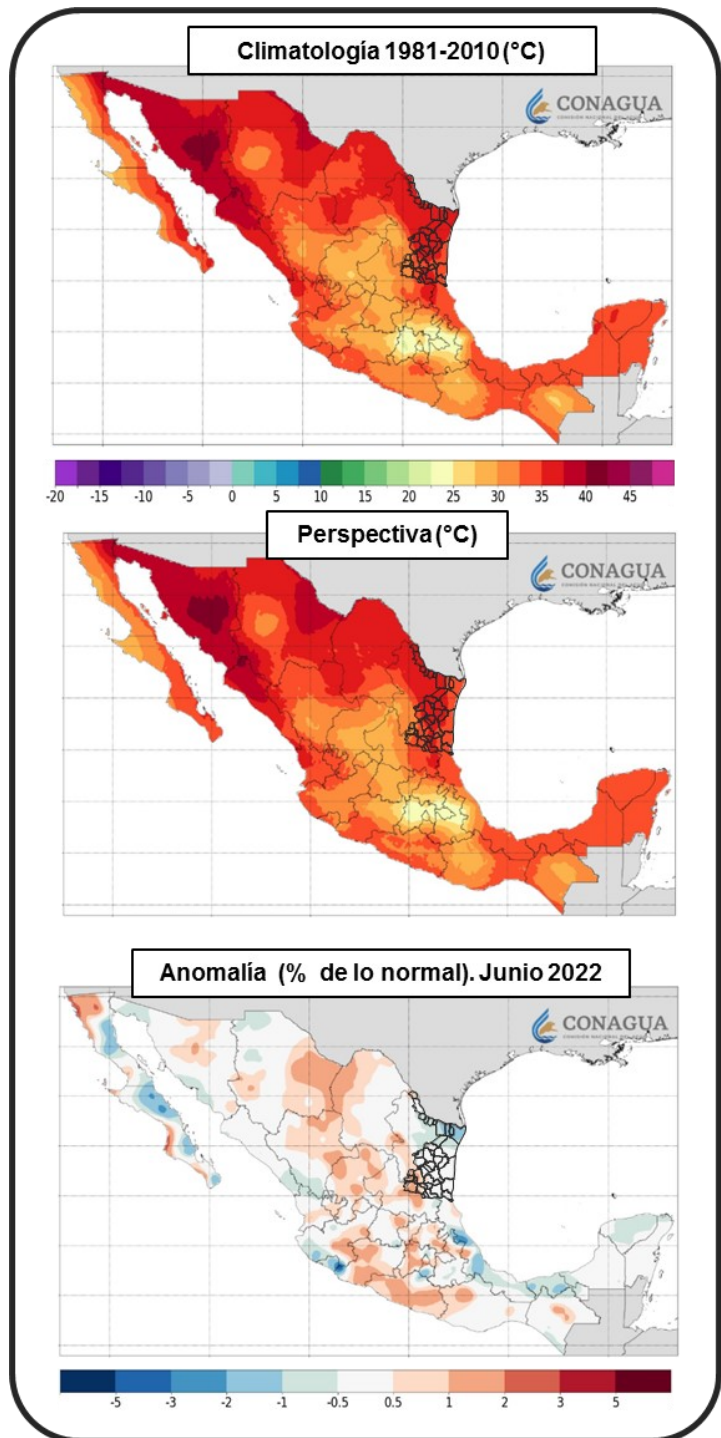 Climatología 1981-2010 (°C)
CONAGUA
-20 -15 -10 -5 0 5 10 15 20 25 30 35 40 45
Perspectiva (°C)
CONAGUA
Anomalía (% de lo normal). Junio 2022
CONAGUA
-5 -3 -2 -1 -0.5 0.5 1 2 3 5